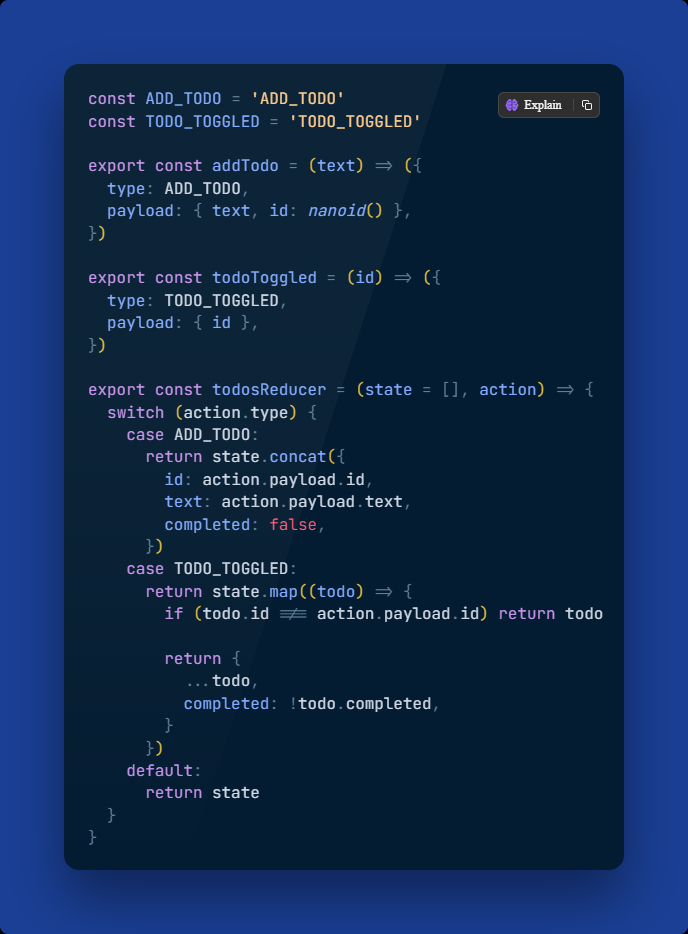 const ADD_TODO = 'ADD_TODO'
Explain
const TODO_TOGGLED = 'TODO_TOGGLED'

export const addTodo = (text) => ({
  type: ADD_TODO,
  payload: { text, id: nanoid() },
})

export const todoToggled = (id) => ({
  type: TODO_TOGGLED,
  payload: { id },
})

export const todosReducer = (state = [], action) => {
  switch (action.type) {
    case ADD_TODO:
      return state.concat({
        id: action.payload.id,
        text: action.payload.text,
        completed: false,
      })
    case TODO_TOGGLED:
      return state.map((todo) => {
        if (todo.id !== action.payload.id) return todo

        return {
          ...todo,
          completed: !todo.completed,
        }
      })
    default:
      return state
  }
}